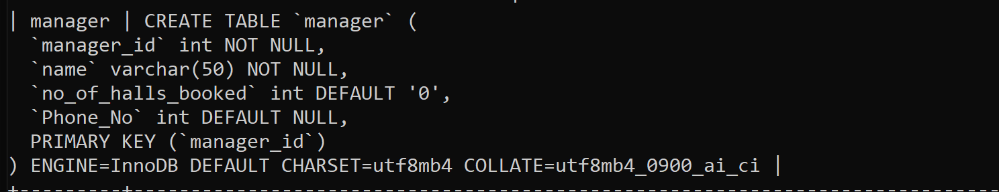 | manager | CREATE TABLE `manager` (
  `manager_id` int NOT NULL,
  `name` varchar(50) NOT NULL,
  `no_of_halls_booked` int DEFAULT '0',
  `Phone_No` int DEFAULT NULL,
  PRIMARY KEY (`manager_id`)
) ENGINE=InnoDB DEFAULT CHARSET=utf8mb4 COLLATE=utf8mb4_0900_ai_ci |
+---------+-----------------------------------------------------------------------------